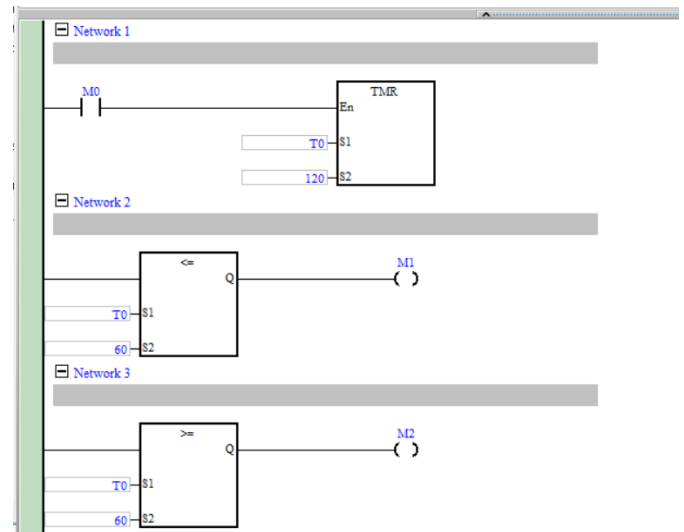 Network 1
M0
TMR
En
T0 S1
120 S2
Network 2
<=
M1
Q
T0 S1
60 S2
Network 3
>=
M2
Q
T0 S1
60 S2